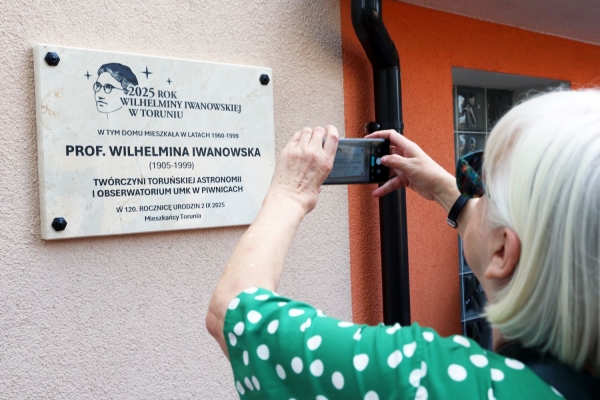 2025 ROK
WILHELMINY IWANOWSKIEJ
W TORUNIU
W TYM DOMU MIESZKAŁA W LATACH 1960-1999
PROF. WILHELMINA IWANOWSKA
(1905-1999)
TWÓRCZYNI TORUŃSKIEJ ASTRONOMII
I OBSERWATORIUM UMK W PIWNICACH
W 120. ROCZNICĘ URODZIN 2 IX 2025
Mieszkańcy Torunia